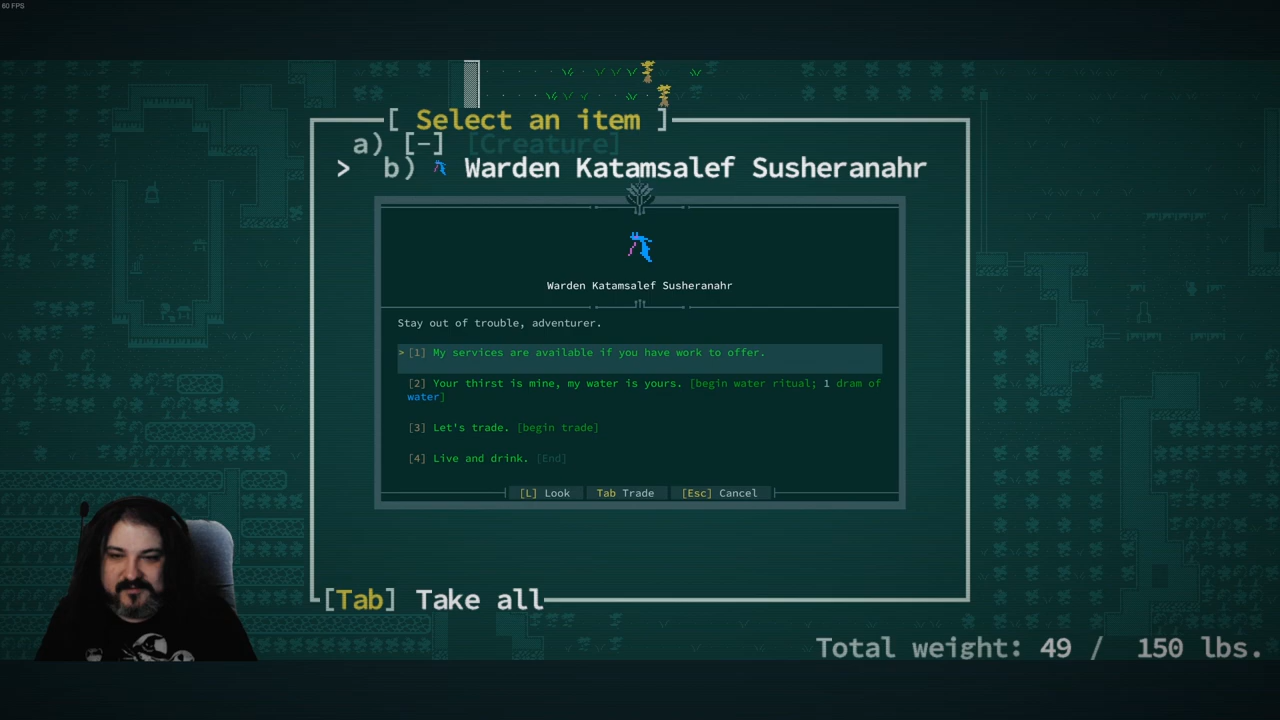 60 FPS
[ Select an item ]
a) [-] [Creature]
> b) Warden Katamsalef Susheranahr
Warden Katamsalef Susheranahr
Stay out of trouble, adventurer.
> [1] My services are available if you have work to offer.
[2] Your thirst is mine, my water is yours. [begin water ritual; 1 dram of
water]
[3] Let's trade. [begin trade]
[4] Live and drink. [End]
[L] Look Tab Trade [Esc] Cancel
[Tab] Take all
Total weight: 49 / 150 lbs.